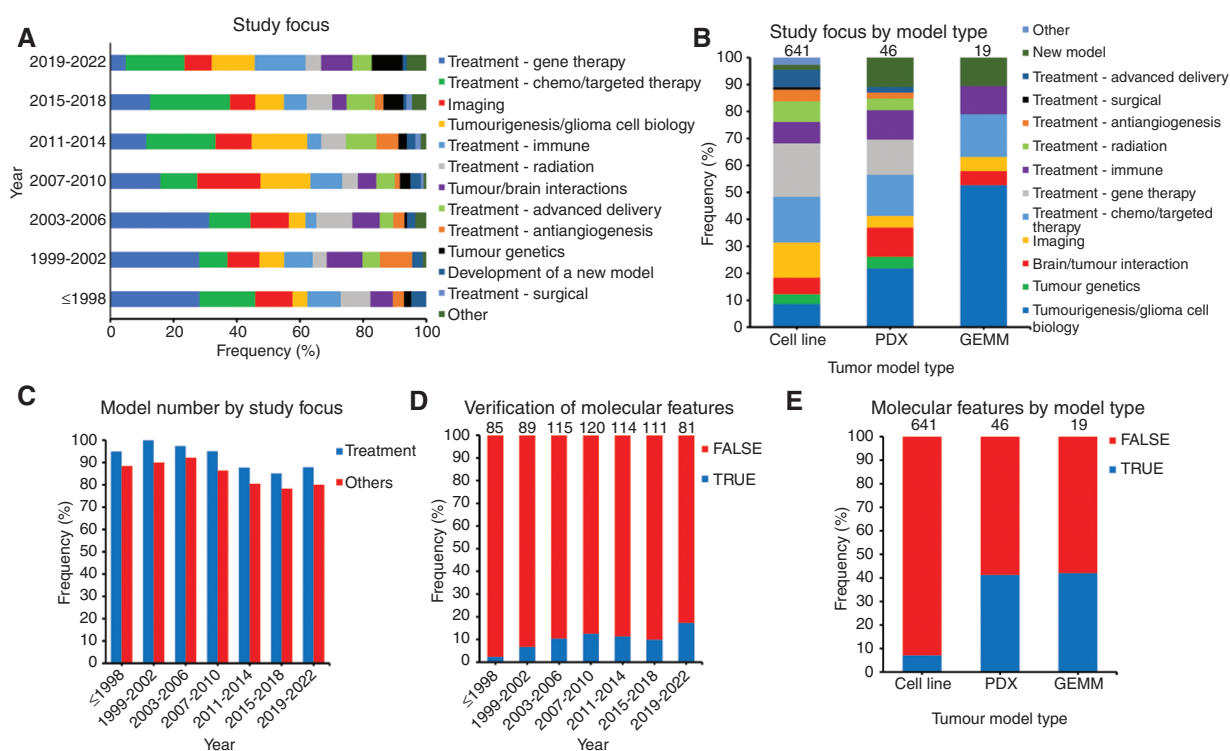 A
Study focus
2019-2022
2015-2018
2011-2014
2007-2010
2003-2006
1999-2002
≤1998
Year
0 20 40 60 80 100
Frequency (%)
Treatment - gene therapy
Treatment - chemo/targeted therapy
Imaging
Tumourigenesis/glioma cell biology
Treatment - immune
Treatment - radiation
Tumour/brain interactions
Treatment - advanced delivery
Treatment - antiangiogenesis
Tumour genetics
Development of a new model
Treatment - surgical
Other
B
Study focus by model type
641 46 19
100
90
80
70
60
50
40
30
20
10
0
Frequency (%)
Cell line PDX GEMM
Tumor model type
Other
New model
Treatment - advanced delivery
Treatment - surgical
Treatment - antiangiogenesis
Treatment - radiation
Treatment - immune
Treatment - gene therapy
Treatment - chemo/targeted
therapy
Imaging
Brain/tumour interaction
Tumour genetics
Tumourigenesis/glioma cell
biology
C
Model number by study focus
100
90
80
70
60
50
40
30
20
10
0
Frequency (%)
≤1998 1999-2002 2003-2006 2007-2010 2011-2014 2015-2018 2019-2022
Year
Treatment
Others
D
Verification of molecular features
85 89 115 120 114 111 81
100
90
80
70
60
50
40
30
20
10
0
Frequency (%)
≤1998 1999-2002 2003-2006 2007-2010 2011-2014 2015-2018 2019-2022
Year
FALSE
TRUE
E
Molecular features by model type
641 46 19
100
90
80
70
60
50
40
30
20
10
0
Frequency (%)
Cell line PDX GEMM
Tumour model type
FALSE
TRUE